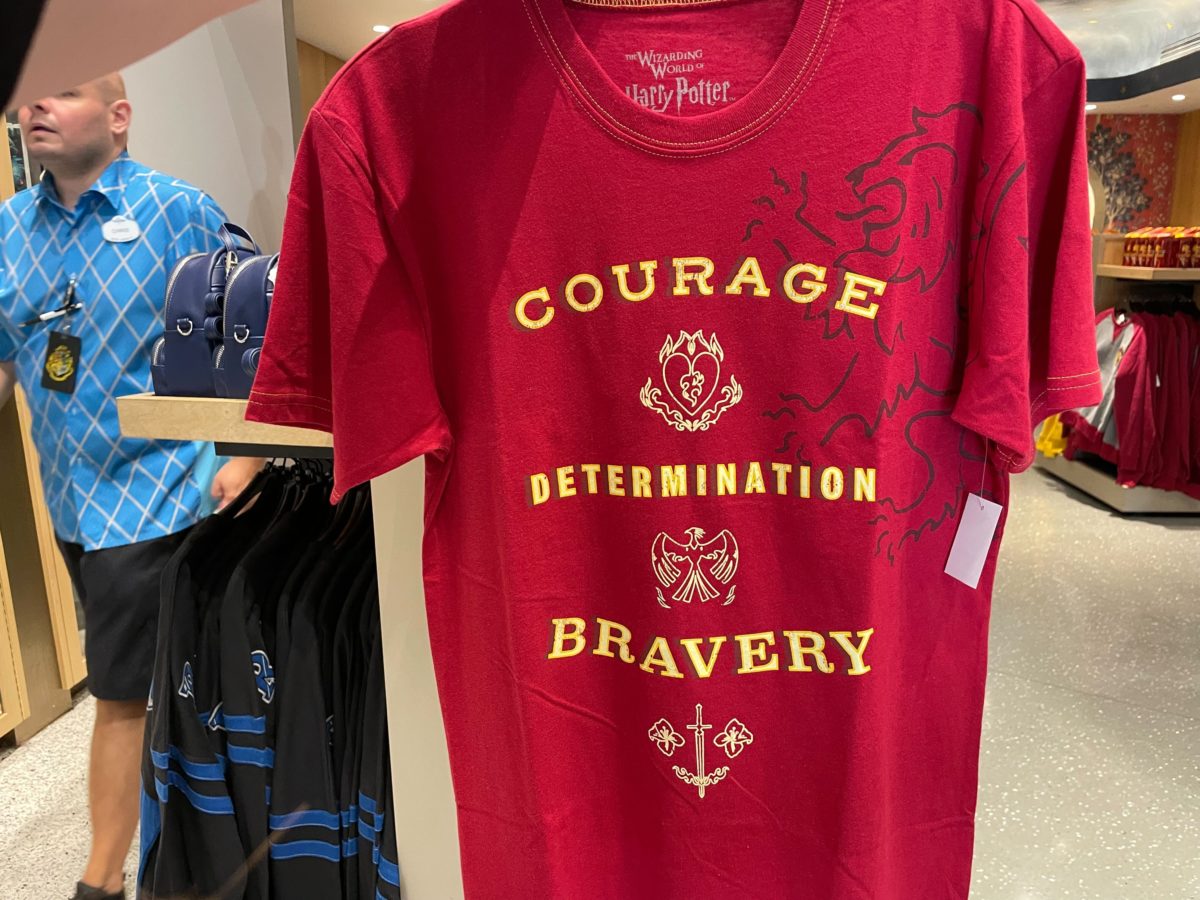 THE WIZARDING
WORLD OF
Harry Potter
COURAGE
DETERMINATION
BRAVERY